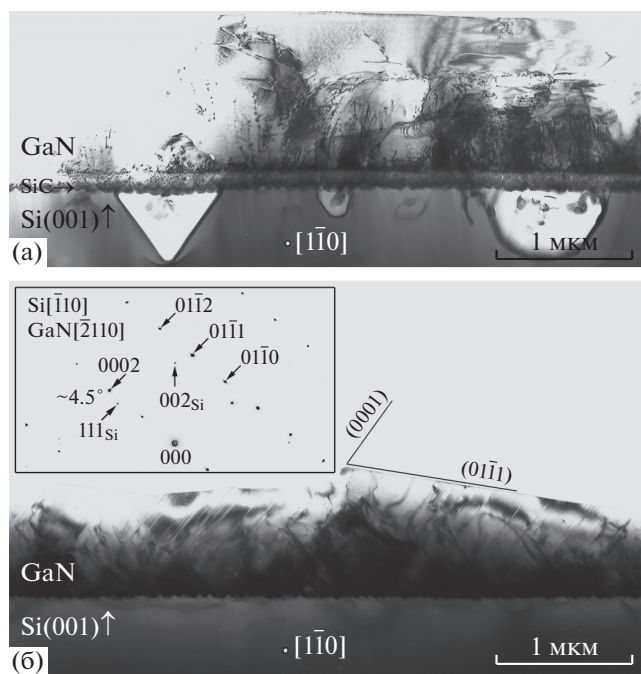 GaN
SiC→
Si(001)↑
(а)
[11̅0]
1 мкм
Si[1̅10]
GaN[2̅110]
011̅2
011̅1
011̅0
0002
~4.5°
002Si
111Si
000
(0001)
(011̅1)
GaN
Si(001)↑
(б)
[11̅0]
1 мкм